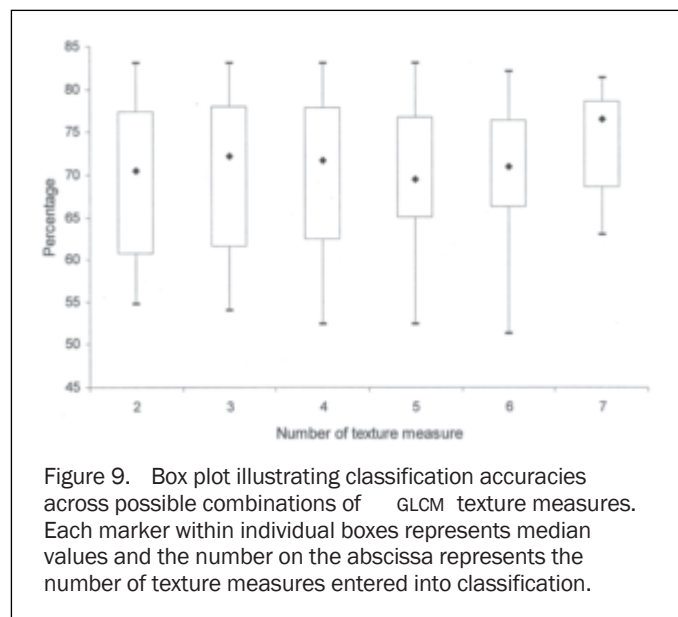 85
80
75
70
65
60
55
50
45
Percentage
2 3 4 5 6 7
Number of texture measure
Figure 9. Box plot illustrating classification accuracies
across possible combinations of GLCM texture measures.
Each marker within individual boxes represents median
values and the number on the abscissa represents the
number of texture measures entered into classification.